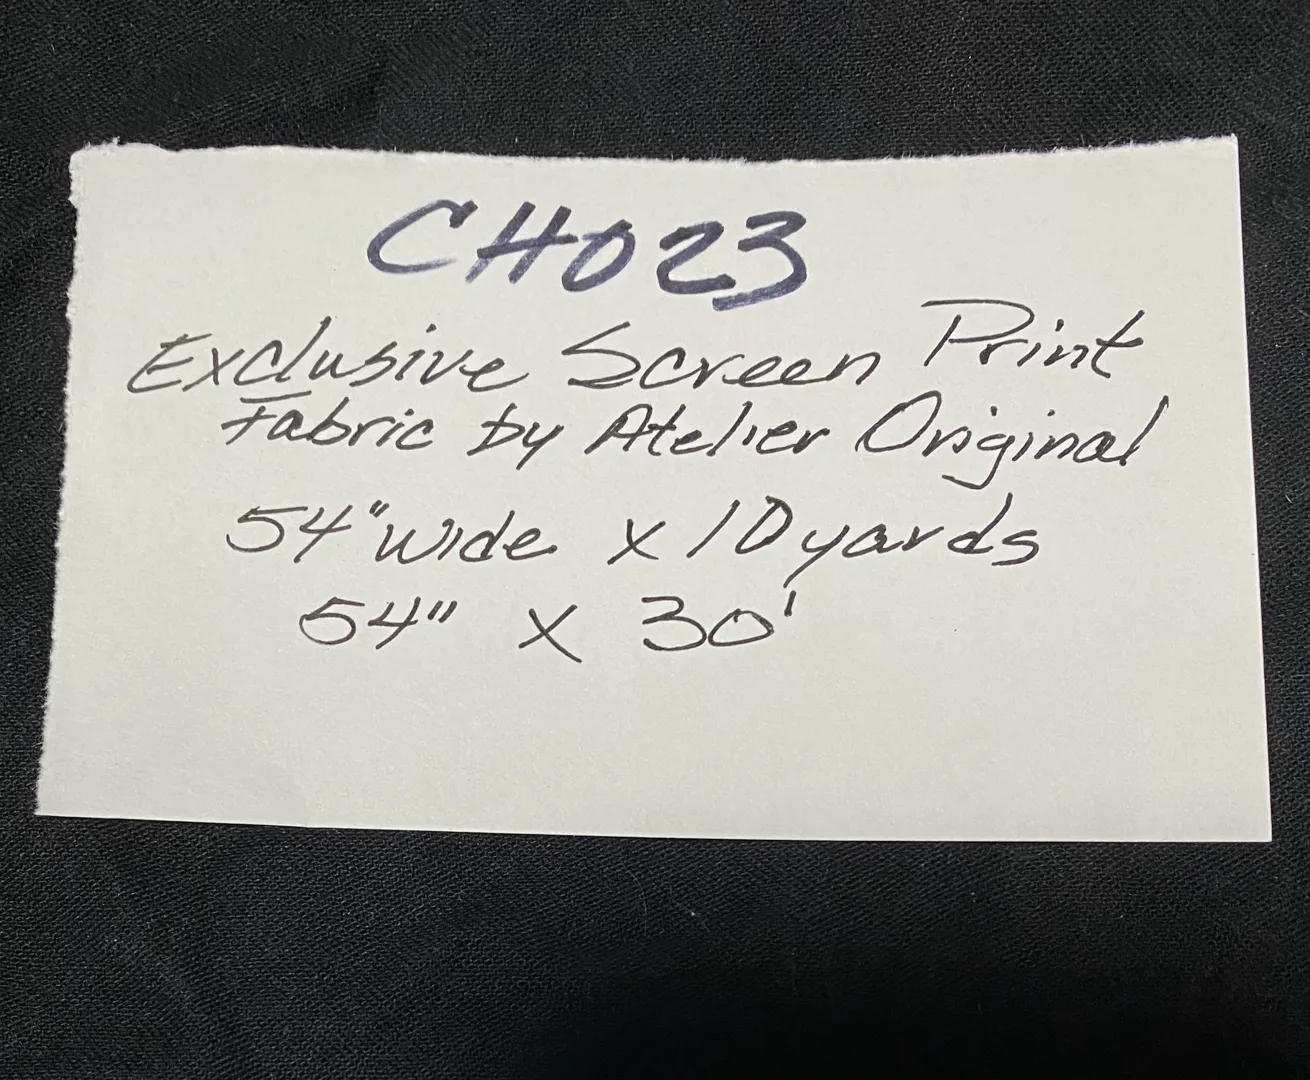 CH023
Exclusive Screen Print
Fabric by Atelier Original
54" wide x 10 yards
54" x 30'